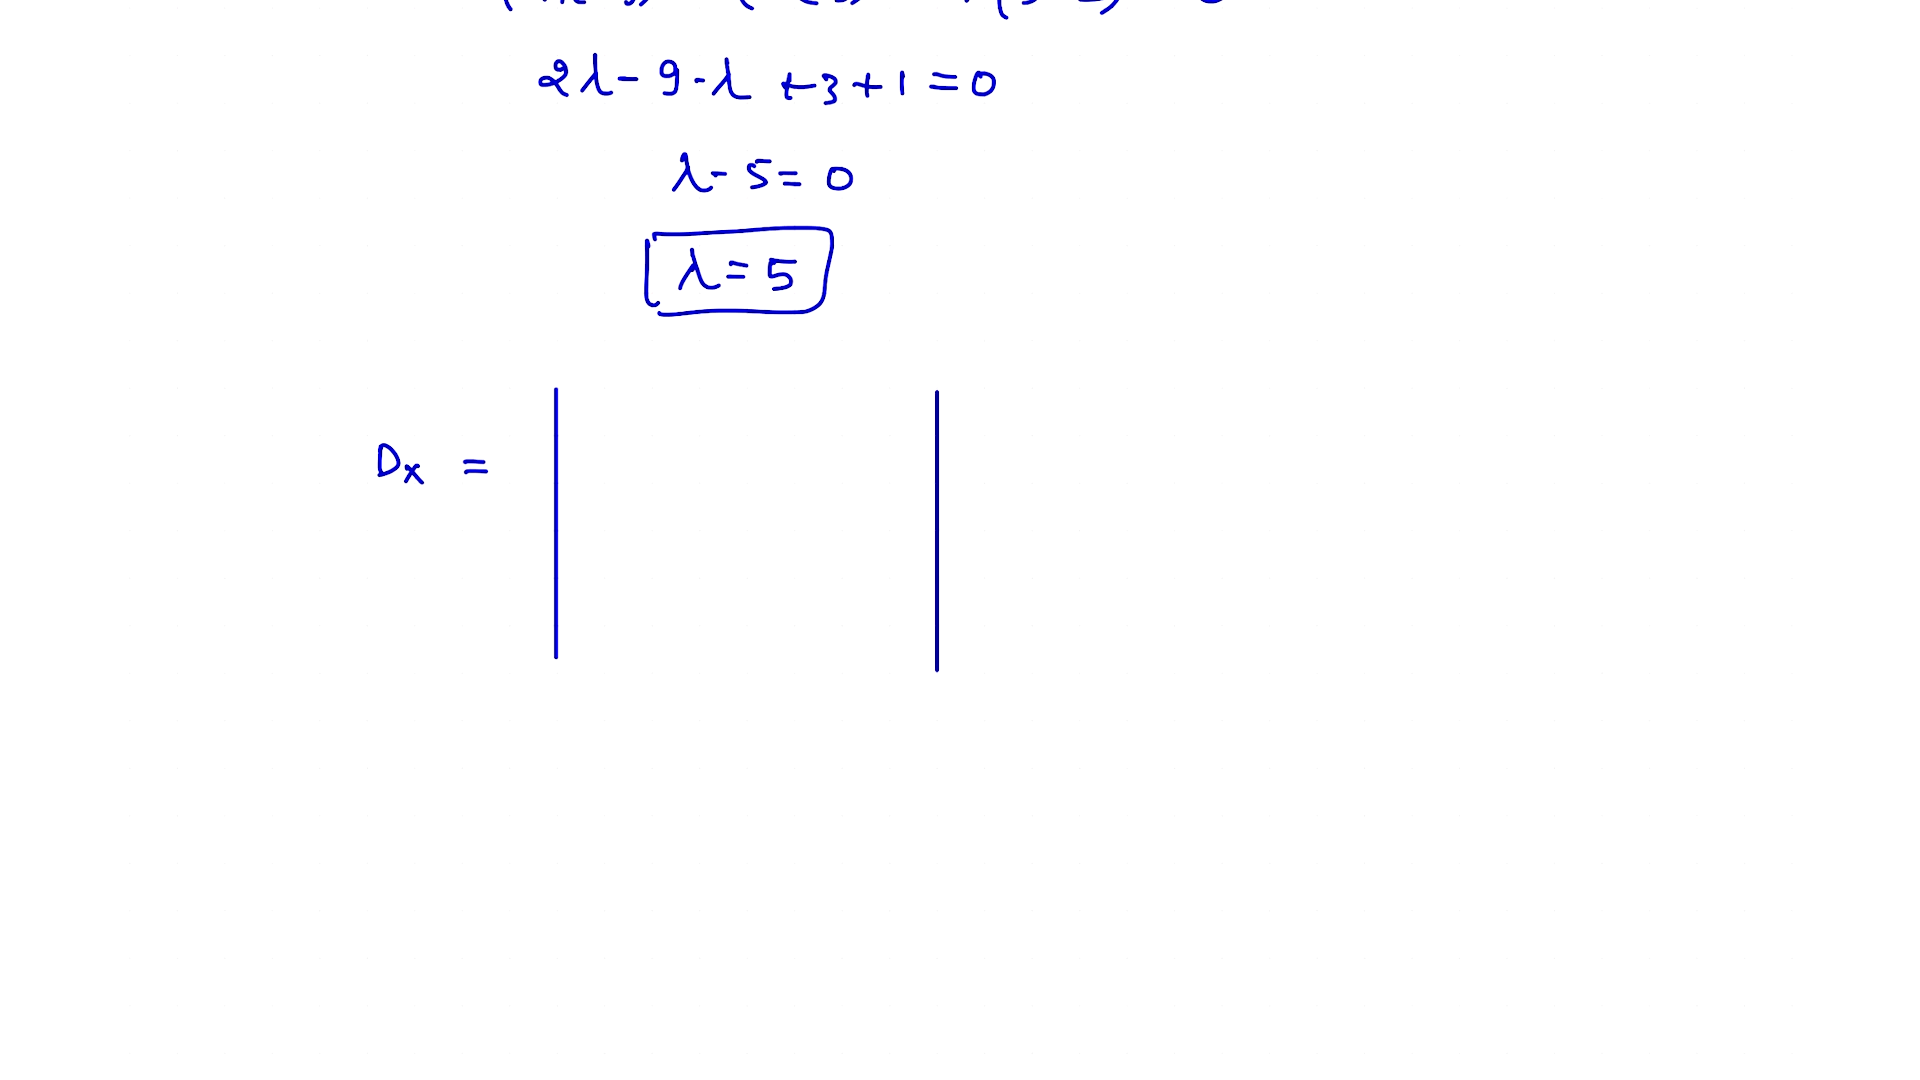 2λ - 9 - λ + 3 + 1 = 0
λ - 5 = 0
λ = 5
Dx =